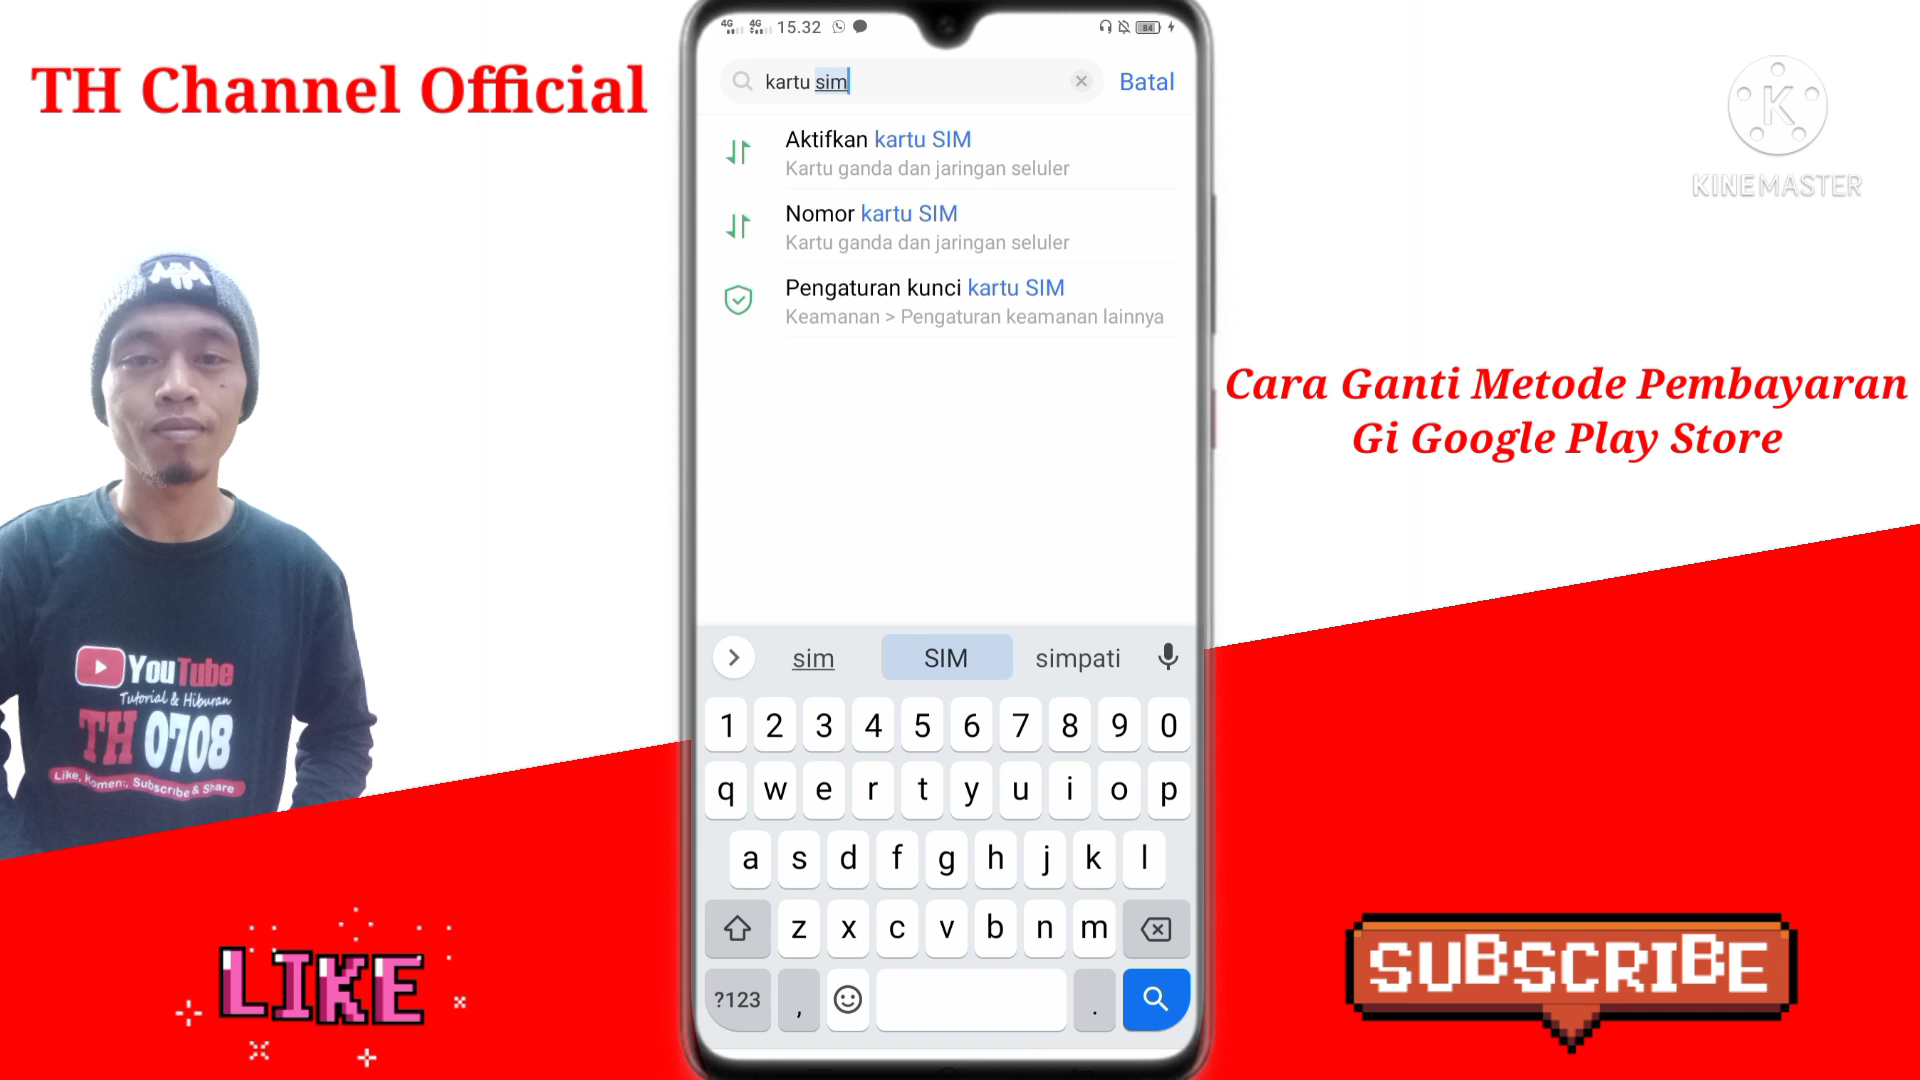 TH Channel Official
4G 4G 15.32 84
kartu sim
Batal
Aktifkan kartu SIM
Kartu ganda dan jaringan seluler
Nomor kartu SIM
Kartu ganda dan jaringan seluler
Pengaturan kunci kartu SIM
Keamanan > Pengaturan keamanan lainnya
K
KINEMASTER
Cara Ganti Metode Pembayaran
Gi Google Play Store
YouTube
Tutorial & Hiburan
TH 0708
Like, Komen:, Subscribe & Share
sim SIM simpati
1 2 3 4 5 6 7 8 9 0
q w e r t y u i o p
a s d f g h j k l
z x c v b n m
?123 , .
LIKE
SUBSCRIBE